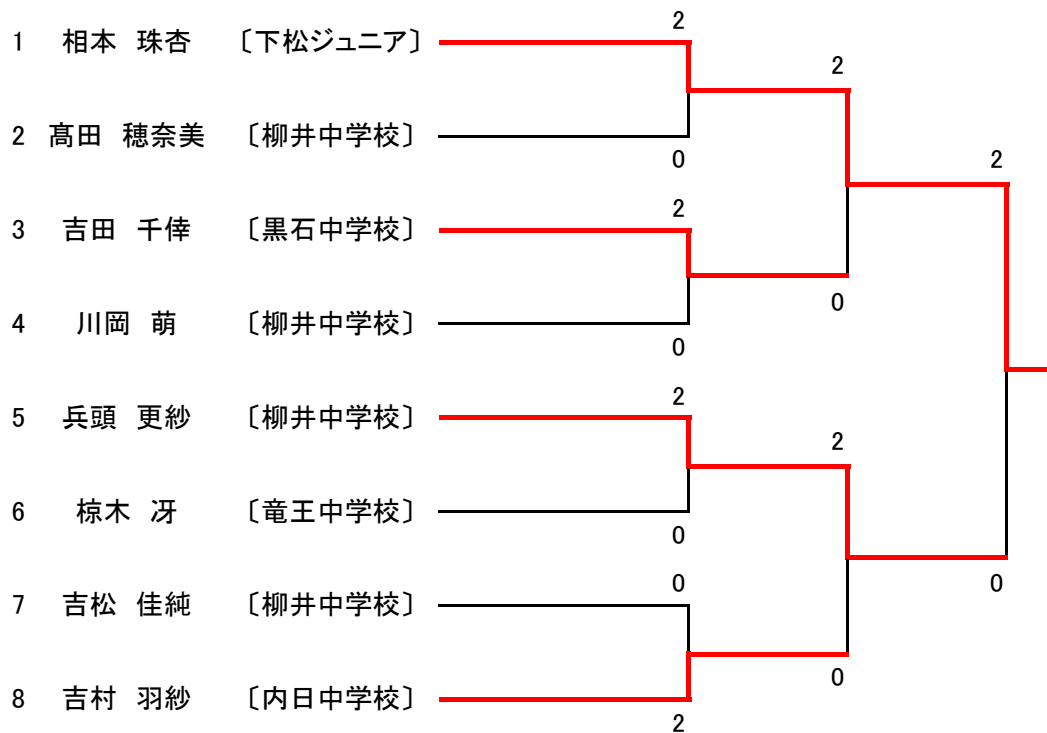 2
1 相本 珠杏 〔下松ジュニア〕
2
2 髙田 穂奈美 〔柳井中学校〕
0
2
2
3 吉田 千倖 〔黒石中学校〕
0
4 川岡 萌 〔柳井中学校〕
0
2
5 兵頭 更紗 〔柳井中学校〕
2
6 椋木 冴 〔竜王中学校〕
0
0
0
7 吉松 佳純 〔柳井中学校〕
0
8 吉村 羽紗 〔内日中学校〕
2